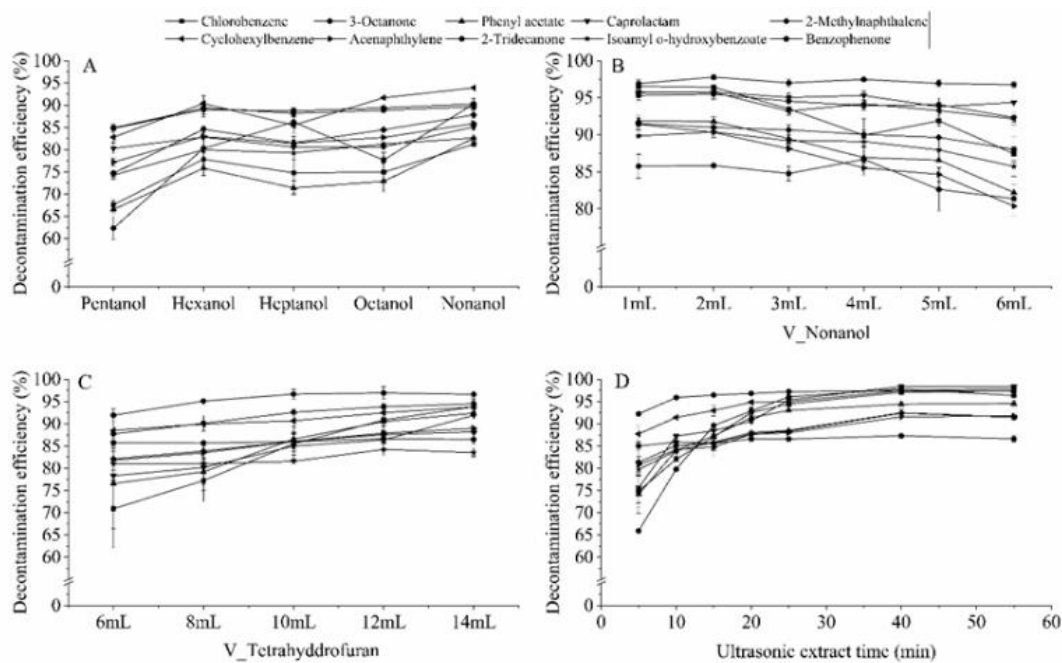 Chlorobenzene 3-Octanone Phenyl acetate Caprolactam 2-Methylnaphthalene
Cyclohexylbenzene Acenaphthylene 2-Tridecanone Isoamyl o-hydroxybenzoate Benzophenone
A
Decontamination efficiency (%)
100
95
90
85
80
75
70
65
60
0
Pentanol Hexanol Heptanol Octanol Nonanol
B
Decontamination efficiency (%)
100
95
90
85
80
0
1mL 2mL 3mL 4mL 5mL 6mL
V_Nonanol
C
Decontamination efficiency (%)
100
95
90
85
80
75
70
65
60
0
6mL 8mL 10mL 12mL 14mL
V_Tetrahyddrofuran
D
Decontamination efficiency (%)
100
95
90
85
80
75
70
65
60
0
0 10 20 30 40 50 60
Ultrasonic extract time (min)